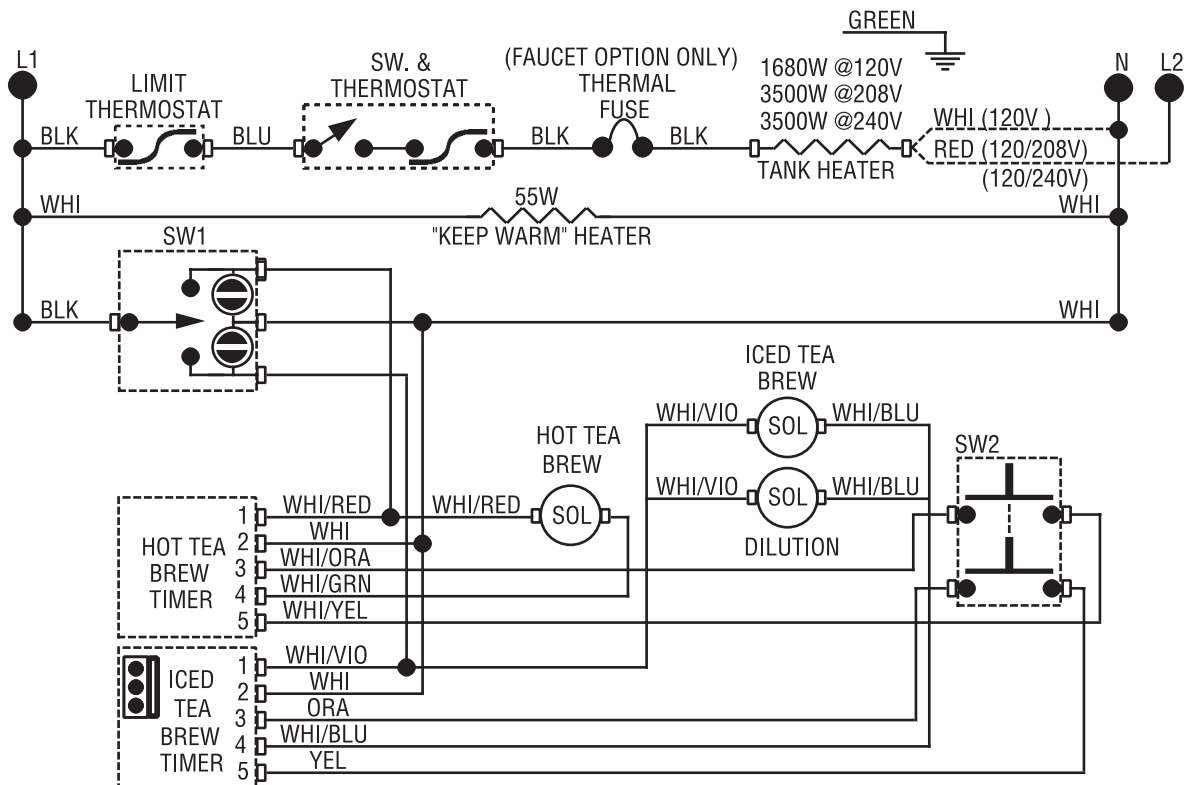 GREEN
L1
LIMIT
THERMOSTAT
SW. &
THERMOSTAT
(FAUCET OPTION ONLY)
THERMAL
FUSE
1680W @120V
3500W @208V
3500W @240V
N
L2
BLK
BLU
BLK
BLK
TANK HEATER
WHI (120V )
RED (120/208V)
(120/240V)
WHI
55W
"KEEP WARM" HEATER
WHI
SW1
BLK
WHI
ICED TEA
BREW
WHI/VIO
SOL
WHI/BLU
HOT TEA
BREW
SW2
WHI/VIO
SOL
WHI/BLU
DILUTION
HOT TEA
BREW
TIMER
1
WHI/RED
WHI/RED
SOL
2
WHI
3
WHI/ORA
4
WHI/GRN
5
WHI/YEL
ICED
TEA
BREW
TIMER
1
WHI/VIO
2
WHI
3
ORA
4
WHI/BLU
5
YEL